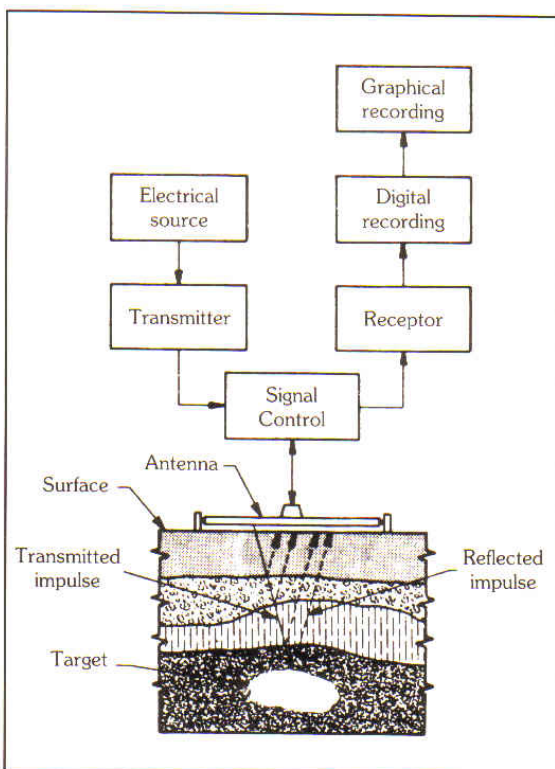 Graphical
recording
Electrical
source
Digital
recording
Transmitter
Receptor
Signal
Control
Antenna
Surface
Transmitted
impulse
Reflected
impulse
Target